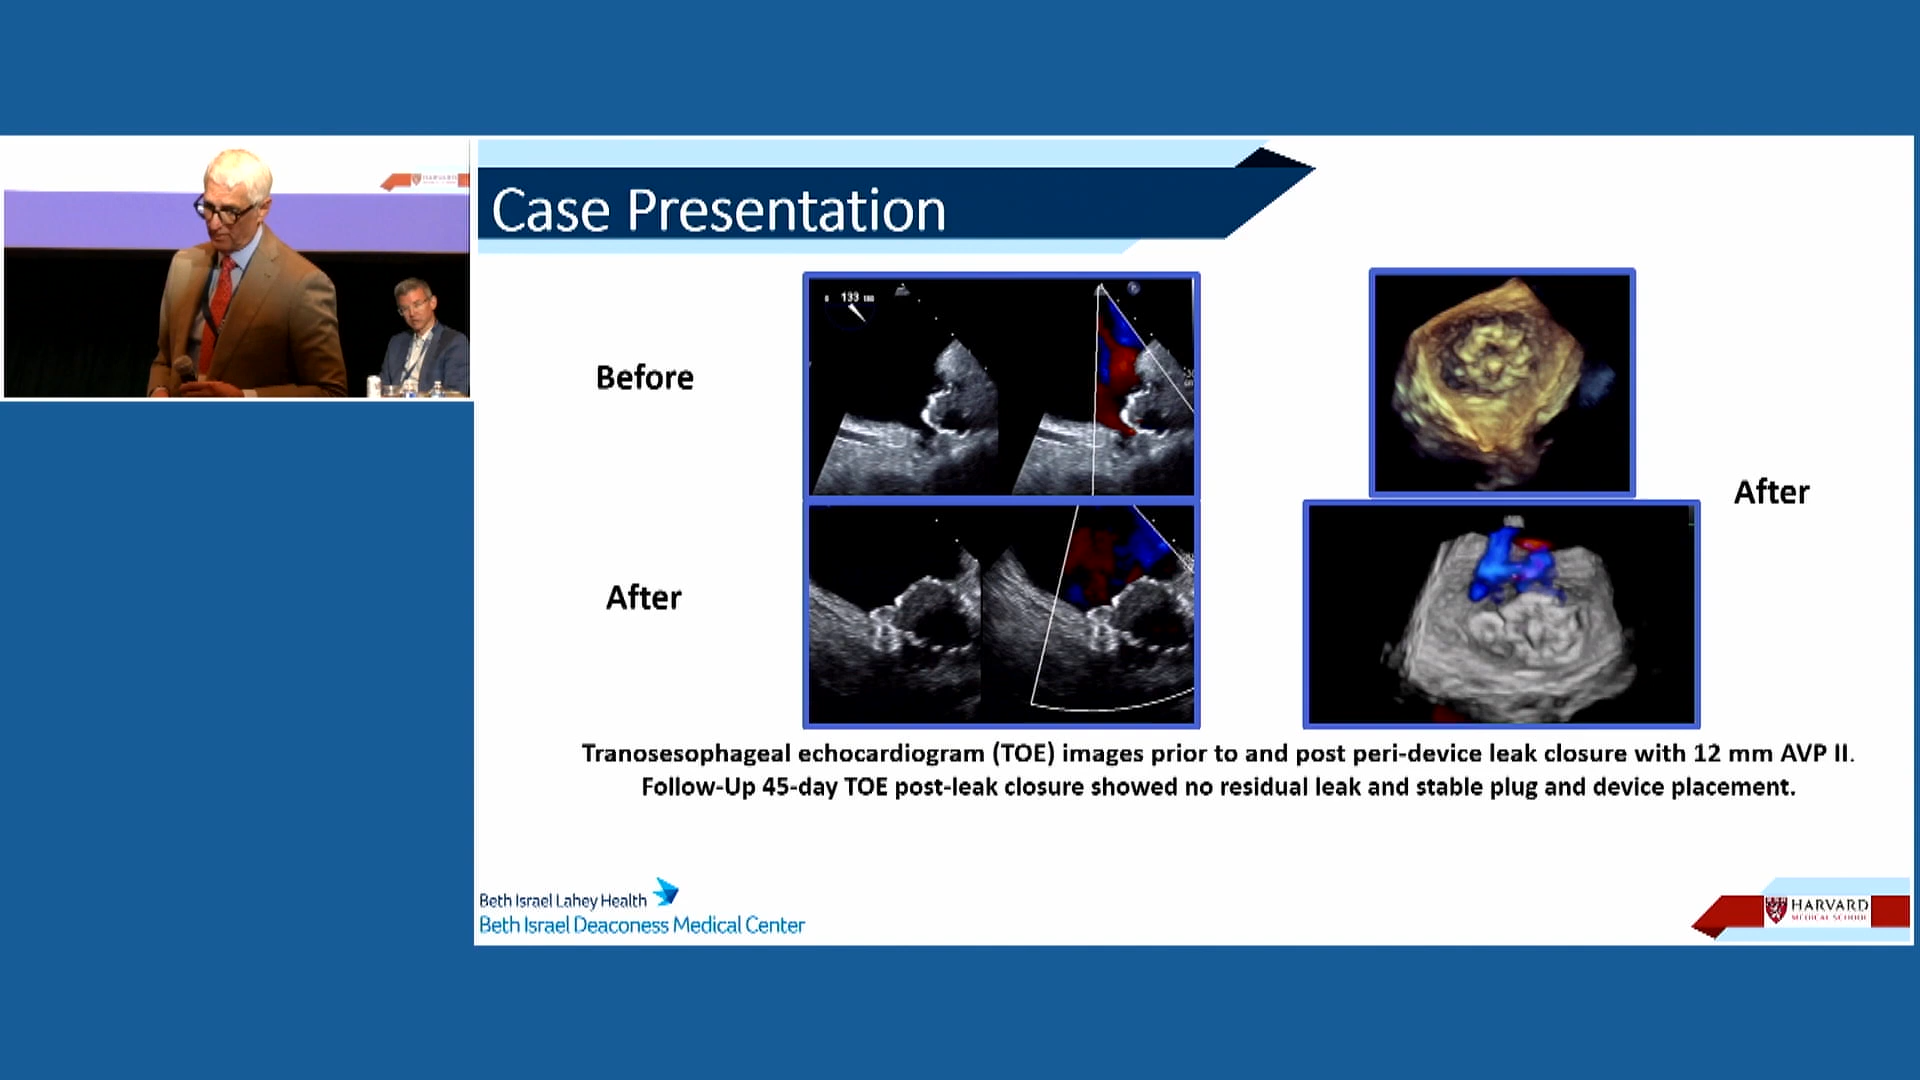 Case Presentation
133
Before
After
After
Tranosesophageal echocardiogram (TOE) images prior to and post peri-device leak closure with 12 mm AVP II.
Follow-Up 45-day TOE post-leak closure showed no residual leak and stable plug and device placement.
Beth Israel Lahey Health
Beth Israel Deaconess Medical Center
HARVARD
MEDICAL SCHOOL
HARVARD